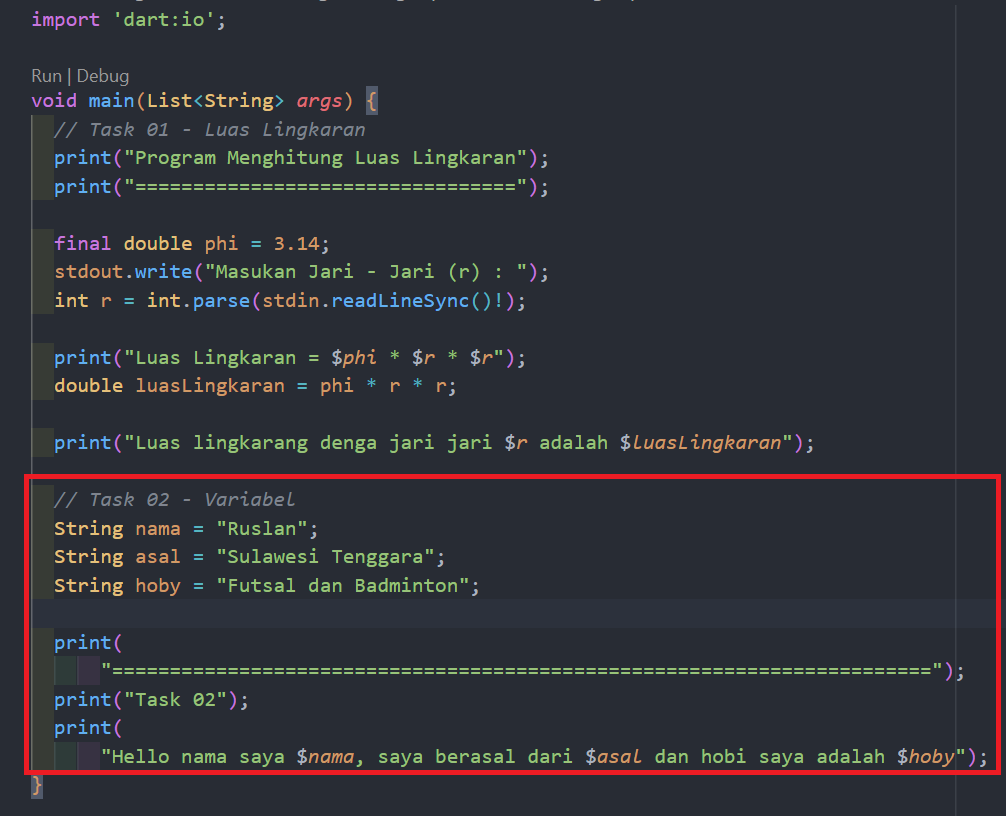 import 'dart:io';
Run | Debug
void main(List<String> args) {
// Task 01 - Luas Lingkaran
print("Program Menghitung Luas Lingkaran");
print("=================================");
final double phi = 3.14;
stdout.write("Masukan Jari - Jari (r) : ");
int r = int.parse(stdin.readLineSync()!);
print("Luas Lingkaran = $phi * $r * $r");
double luasLingkaran = phi * r * r;
print("Luas lingkarang denga jari jari $r adalah $luasLingkaran");
// Task 02 - Variabel
String nama = "Ruslan";
String asal = "Sulawesi Tenggara";
String hoby = "Futsal dan Badminton";
print(
"=======================================================================");
print("Task 02");
print(
"Hello nama saya $nama, saya berasal dari $asal dan hobi saya adalah $hoby");
}